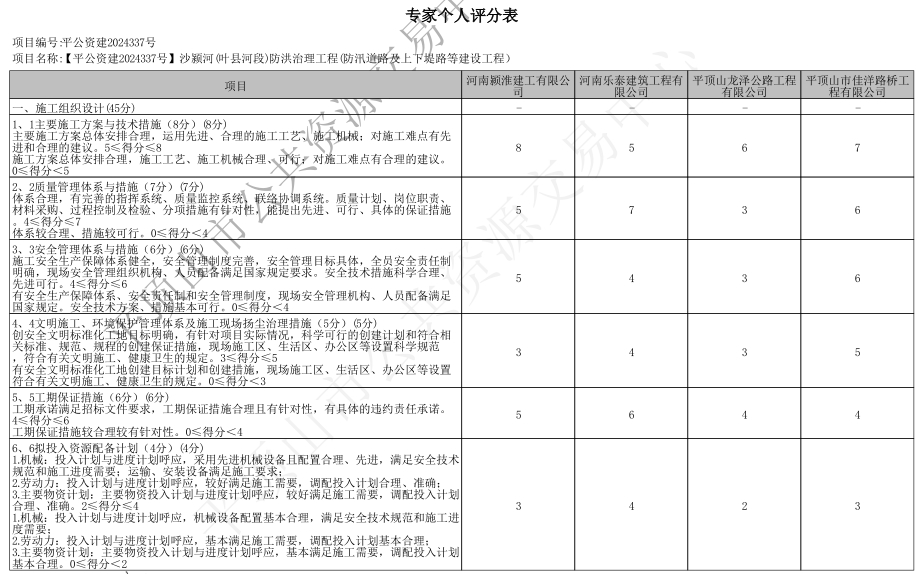 专家个人评分表
项目编号:平公资建2024337号
项目名称:【平公资建2024337号】沙颍河(叶县河段)防洪治理工程(防汛道路及上下堤路等建设工程)
项目
河南颍淮建工有限公司
河南乐泰建筑工程有限公司
平顶山龙泽公路工程有限公司
平顶山市佳洋路桥工程有限公司
一、施工组织设计(45分)
-
-
-
-
1、1主要施工方案与技术措施（8分）(8分)
主要施工方案总体安排合理，运用先进、合理的施工工艺、施工机械；对施工难点有先
进和合理的建议。5≤得分≤8
施工方案总体安排合理，施工工艺、施工机械合理、可行；对施工难点有合理的建议。
0≤得分<5
8
5
6
7
2、2质量管理体系与措施（7分）(7分)
体系合理，有完善的指挥系统、质量监控系统、联络协调系统。质量计划、岗位职责、
材料采购、过程控制及检验、分项措施有针对性，能提出先进、可行、具体的保证措施
。4≤得分≤7
体系较合理、措施较可行。0≤得分<4
5
7
3
6
3、3安全管理体系与措施（6分）(6分)
施工安全生产保障体系健全，安全管理制度完善，安全管理目标具体，全员安全责任制
明确，现场安全管理组织机构、人员配备满足国家规定要求。安全技术措施科学合理、
先进可行。4≤得分≤6
有安全生产保障体系、安全责任制和安全管理制度，现场安全管理机构、人员配备满足
国家规定。安全技术方案、措施基本可行。0≤得分<4
5
4
3
6
4、4文明施工、环境保护管理体系及施工现场扬尘治理措施（5分）(5分)
创安全文明标准化工地目标明确，有针对项目实际情况，科学可行的创建计划和符合相
关标准、规范、规程的创建保证措施，现场施工区、生活区、办公区等设置科学规范
，符合有关文明施工、健康卫生的规定。3≤得分≤5
有安全文明标准化工地创建目标计划和创建措施，现场施工区、生活区、办公区等设置
符合有关文明施工、健康卫生的规定。0≤得分<3
3
4
3
5
5、5工期保证措施（6分）(6分)
工期承诺满足招标文件要求，工期保证措施合理且有针对性，有具体的违约责任承诺。
4≤得分≤6
工期保证措施较合理较有针对性。0≤得分<4
5
6
4
4
6、6拟投入资源配备计划（4分）(4分)
1.机械：投入计划与进度计划呼应，采用先进机械设备且配置合理、先进，满足安全技术
规范和施工进度需要；运输、安装设备满足施工要求；
2.劳动力：投入计划与进度计划呼应，较好满足施工需要，调配投入计划合理、准确；
3.主要物资计划：主要物资投入计划与进度计划呼应，较好满足施工需要，调配投入计划
合理、准确。2≤得分≤4
1.机械：投入计划与进度计划呼应，机械设备配置基本合理，满足安全技术规范和施工进
度需要；
2.劳动力：投入计划与进度计划呼应，基本满足施工需要，调配投入计划基本合理；
3.主要物资计划：主要物资投入计划与进度计划呼应，基本满足施工需要，调配投入计划
基本合理。0≤得分<2
3
4
2
3
平顶山市公共资源交易中心
平顶山市公共资源交易中心